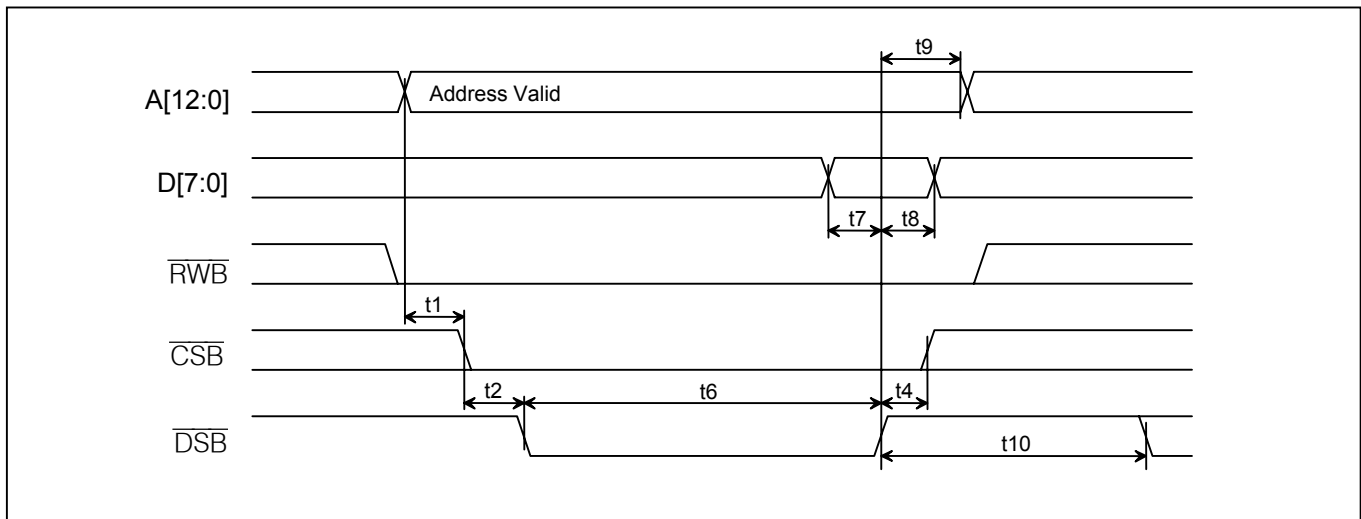 t9
A[12:0] Address Valid
D[7:0]
t7 t8
RWB
t1
CSB
t2 t6 t4
DSB
t10